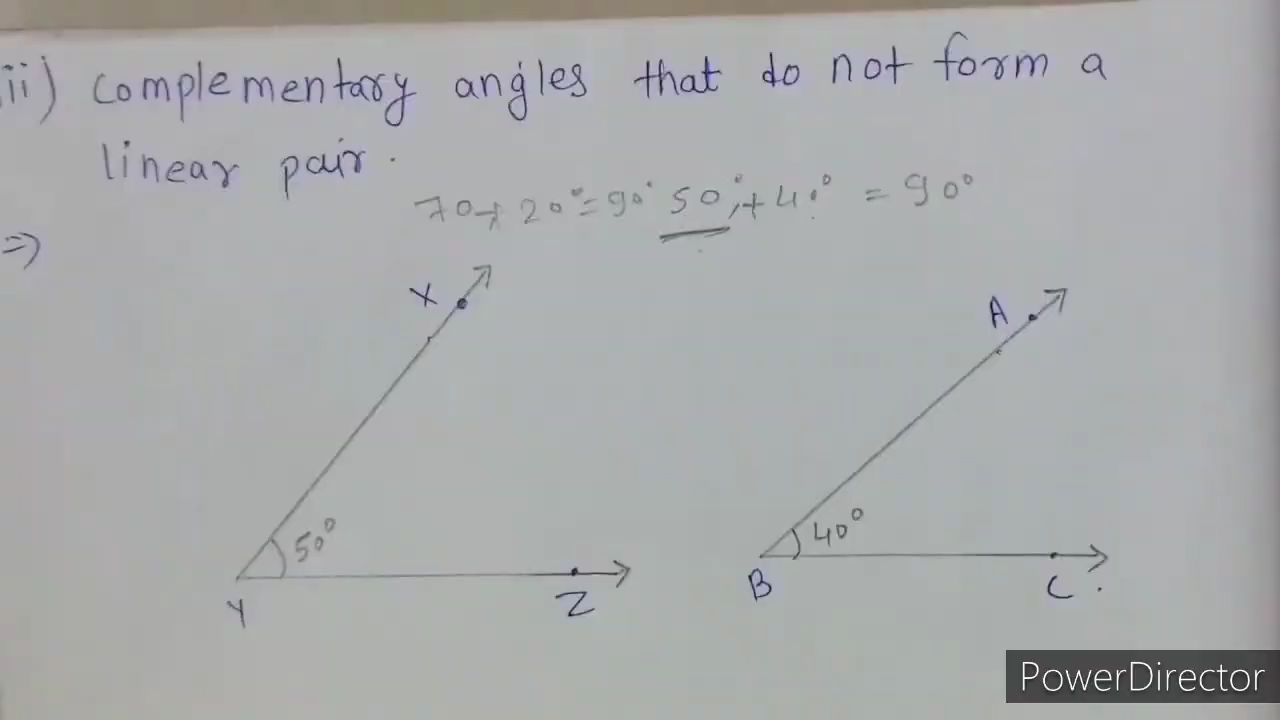 ii) complementary angles that do not form a
linear pair.
70+20°=90° 50°,+40° = 90°
=>
X
A
50°
40°
Y
Z
B
C.
PowerDirector